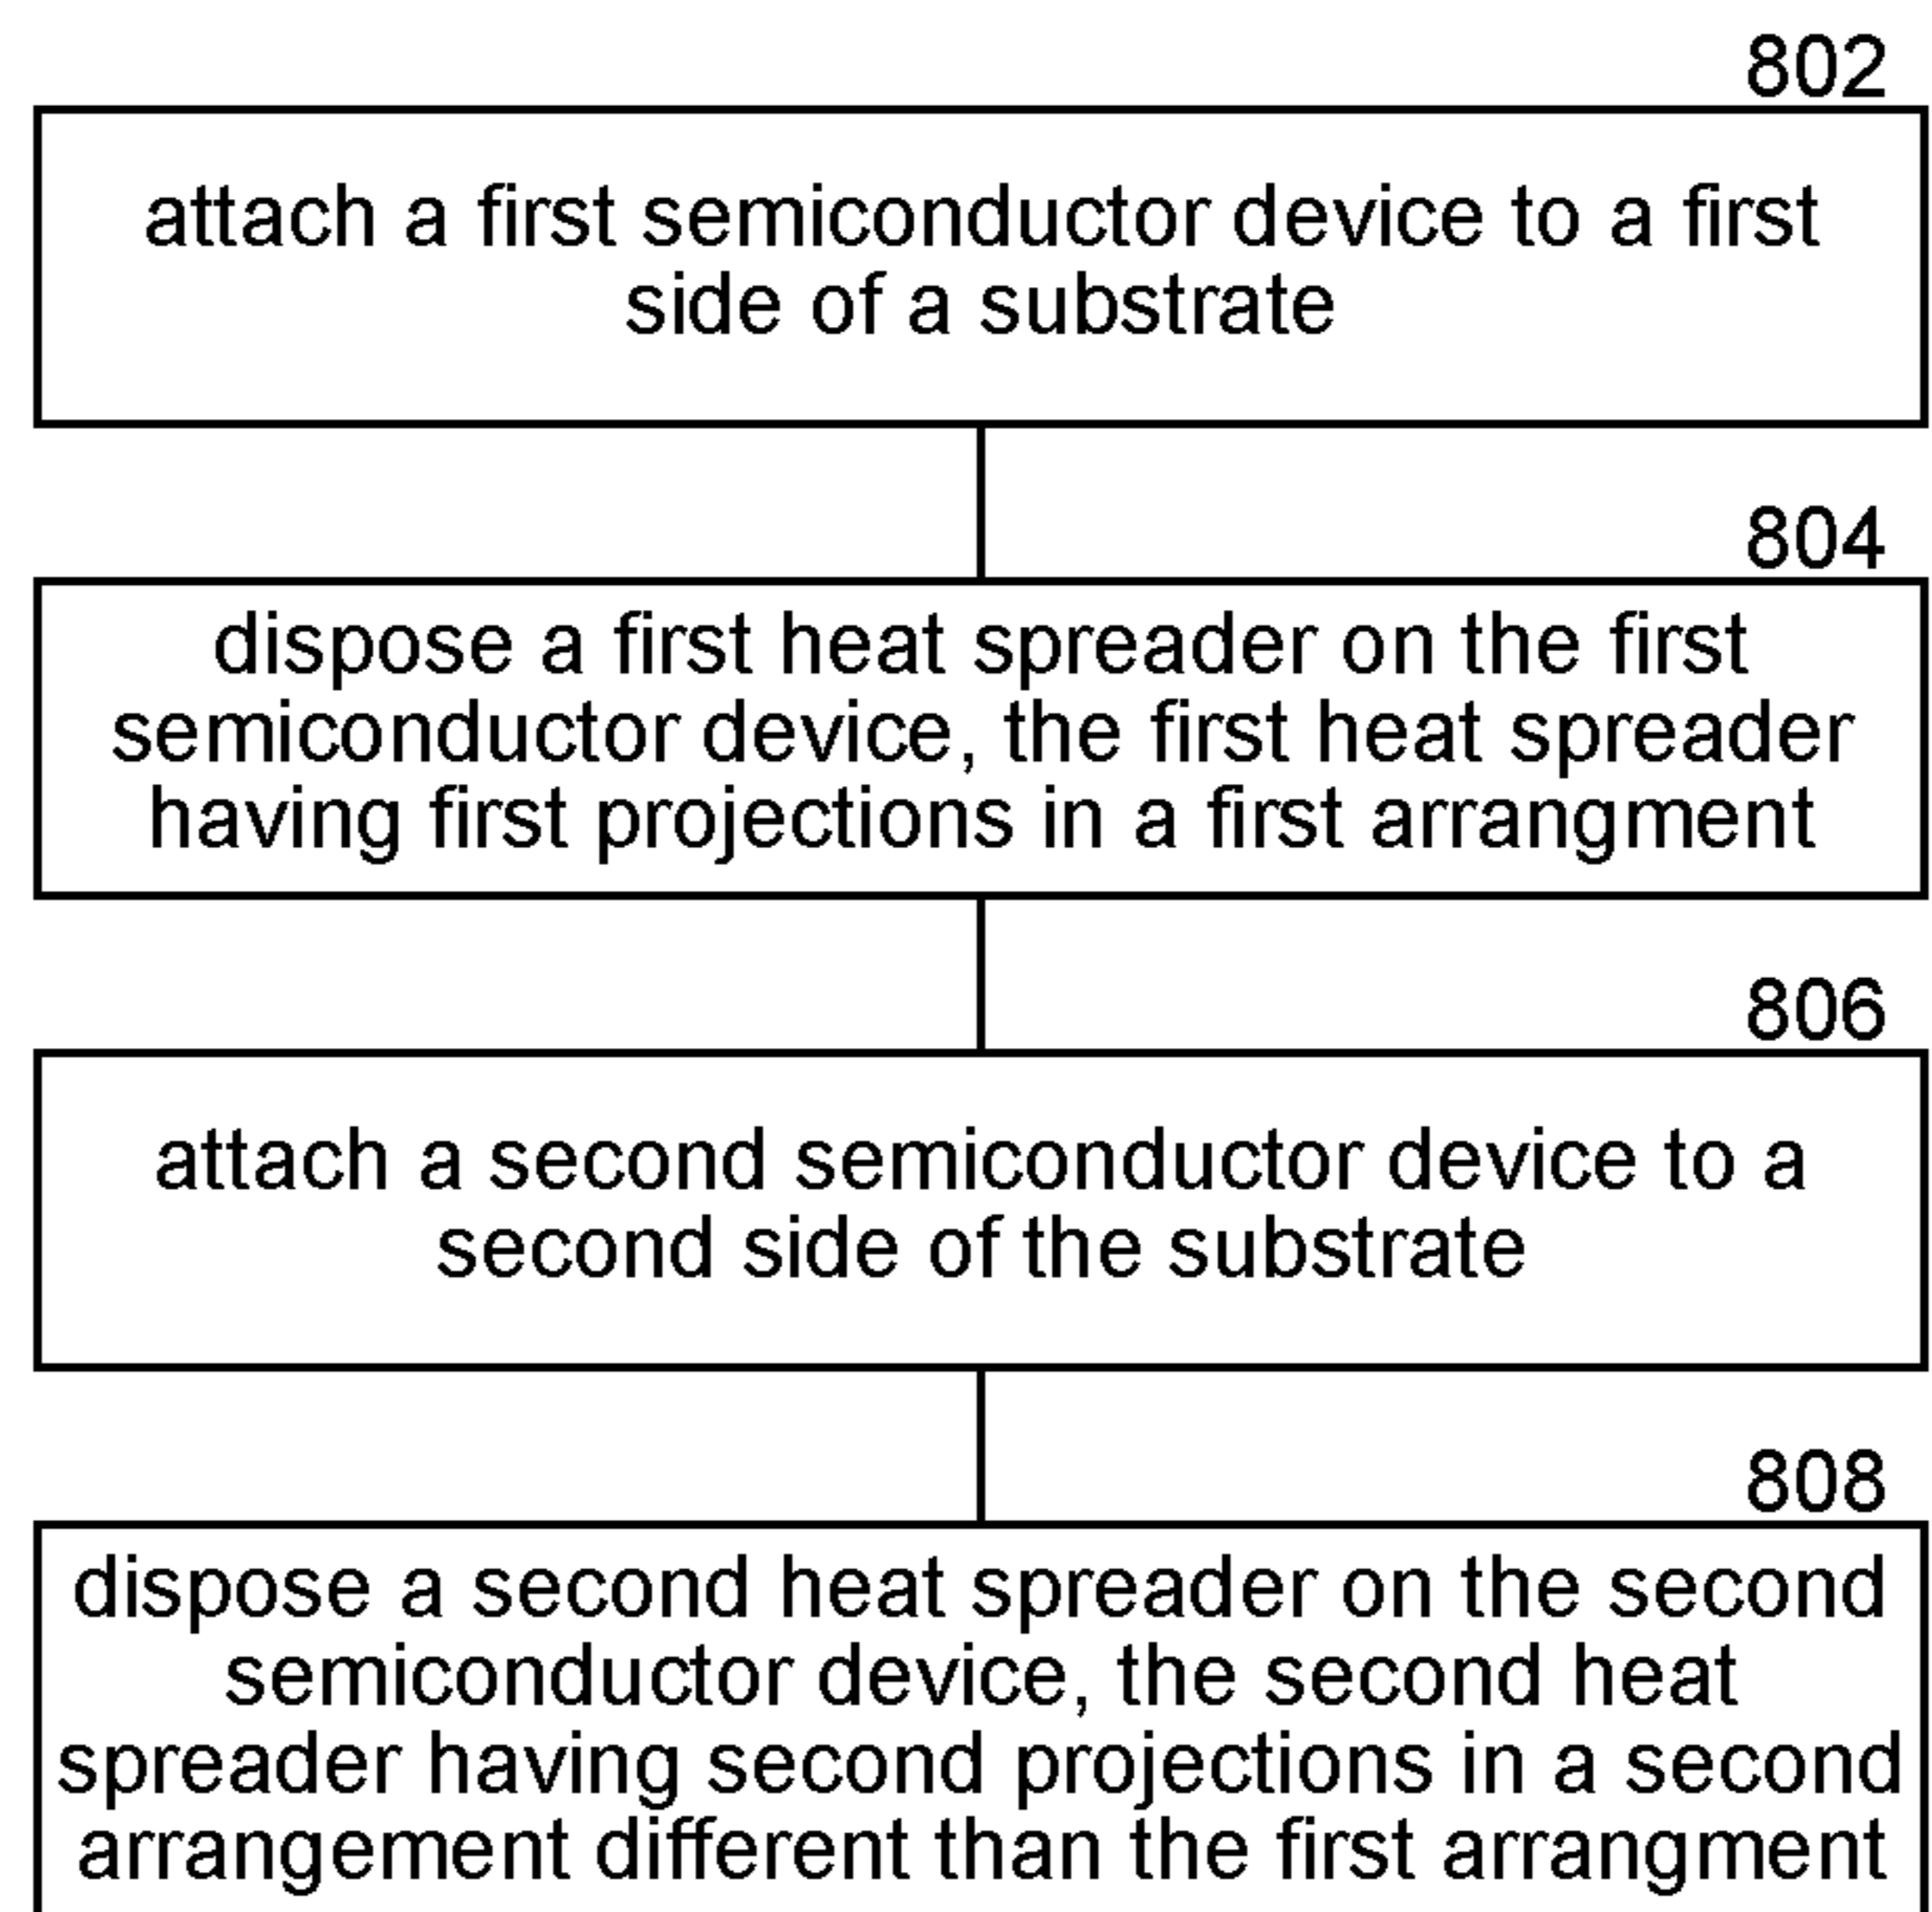 802
attach a first semiconductor device to a first
side of a substrate
804
dispose a first heat spreader on the first
semiconductor device, the first heat spreader
having first projections in a first arrangment
806
attach a second semiconductor device to a
second side of the substrate
808
dispose a second heat spreader on the second
semiconductor device, the second heat
spreader having second projections in a second
arrangement different than the first arrangment